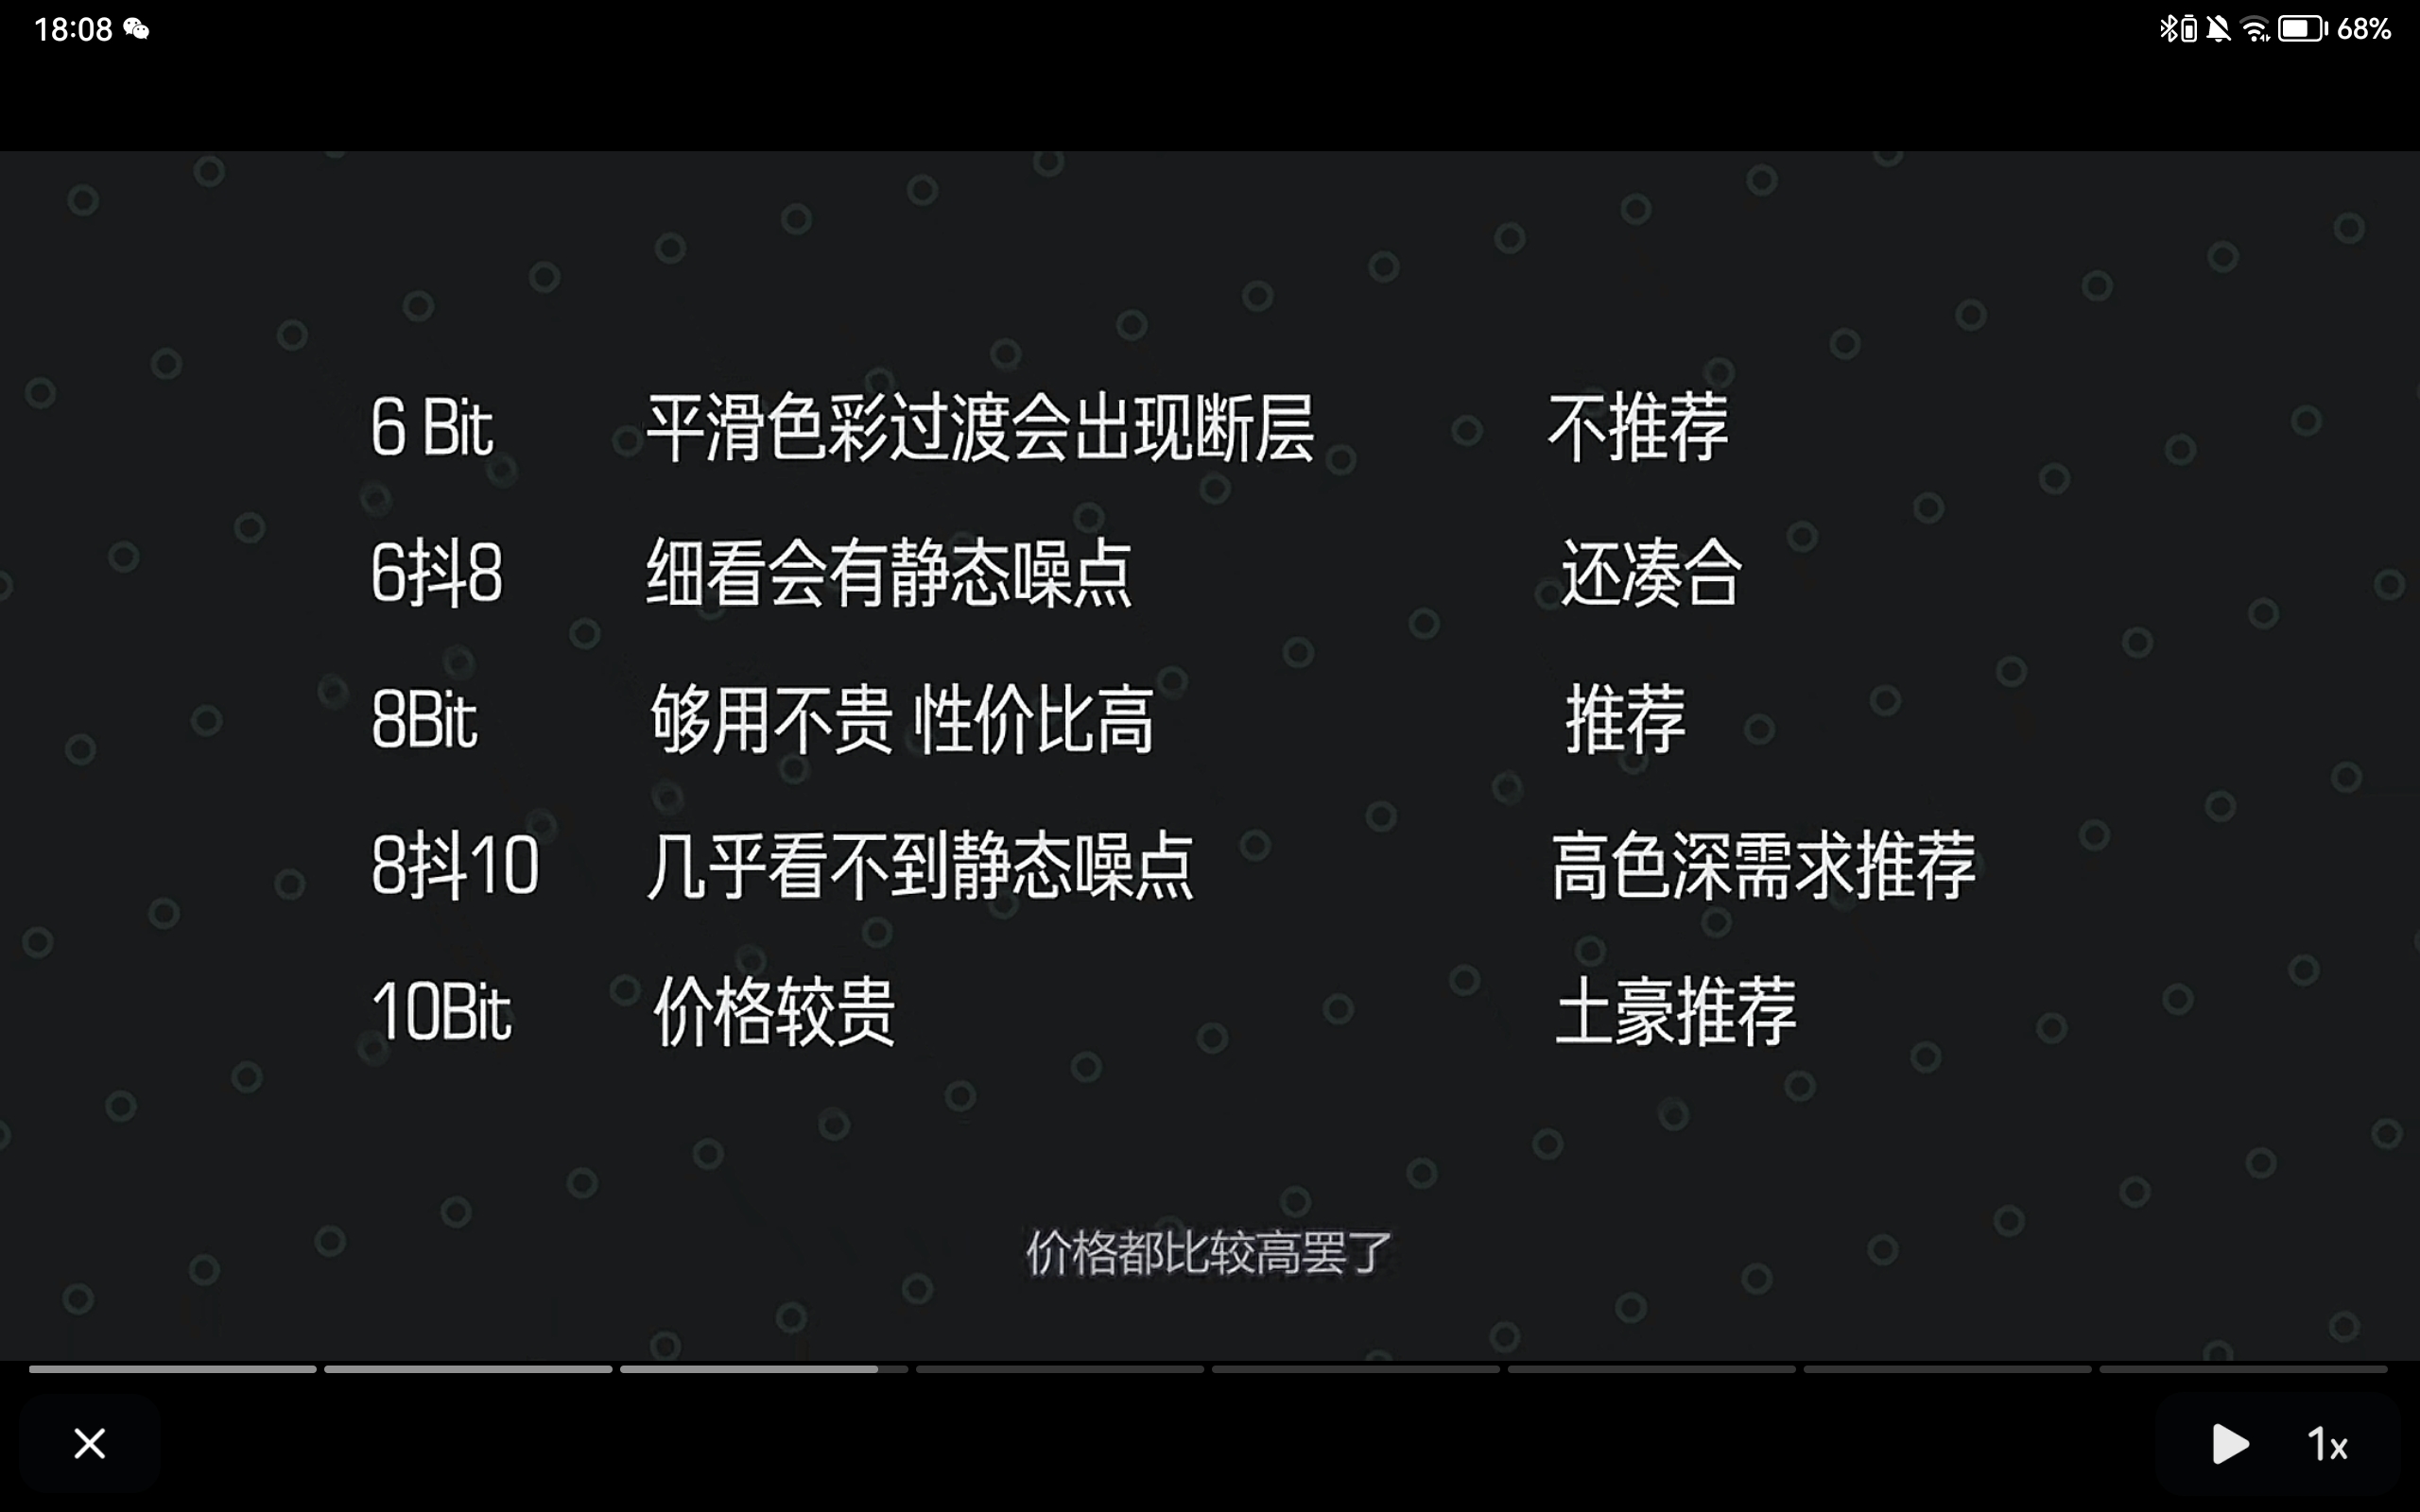 18:08
68%
6 Bit 平滑色彩过渡会出现断层 不推荐
6抖8 细看会有静态噪点 还凑合
8Bit 够用不贵 性价比高 推荐
8抖10 几乎看不到静态噪点 高色深需求推荐
10Bit 价格较贵 土豪推荐
价格都比较高罢了
1x